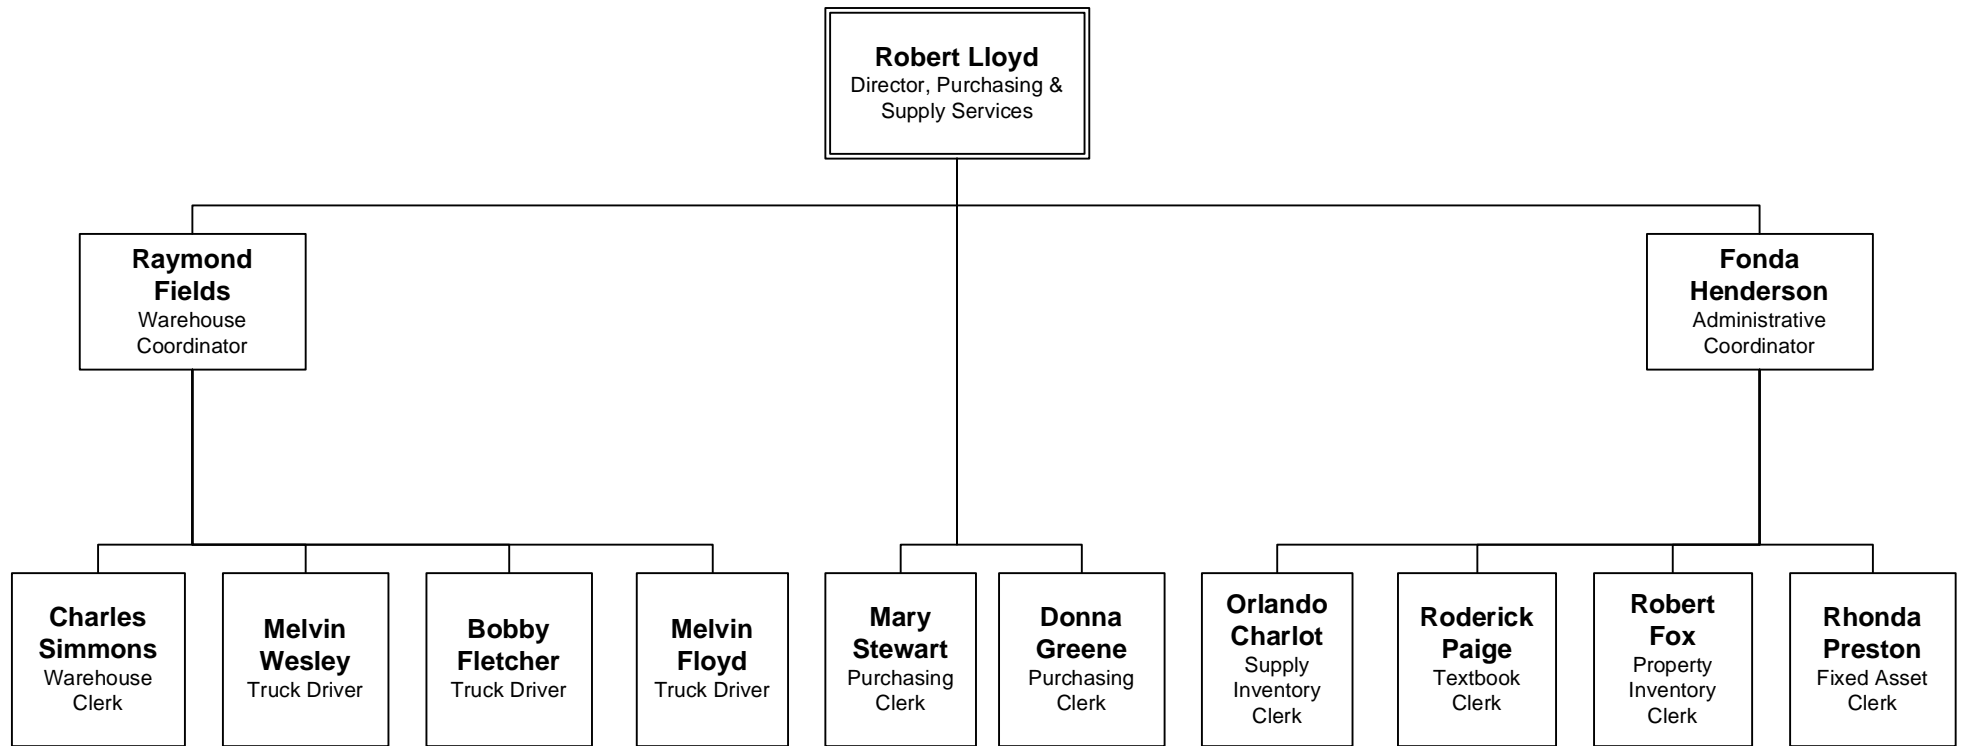 Robert Lloyd
Director, Purchasing &
Supply Services
Raymond
Fields
Warehouse
Coordinator
Fonda
Henderson
Administrative
Coordinator
Charles
Simmons
Warehouse
Clerk
Melvin
Wesley
Truck Driver
Bobby
Fletcher
Truck Driver
Melvin
Floyd
Truck Driver
Mary
Stewart
Purchasing
Clerk
Donna
Greene
Purchasing
Clerk
Orlando
Charlot
Supply
Inventory
Clerk
Roderick
Paige
Textbook
Clerk
Robert
Fox
Property
Inventory
Clerk
Rhonda
Preston
Fixed Asset
Clerk